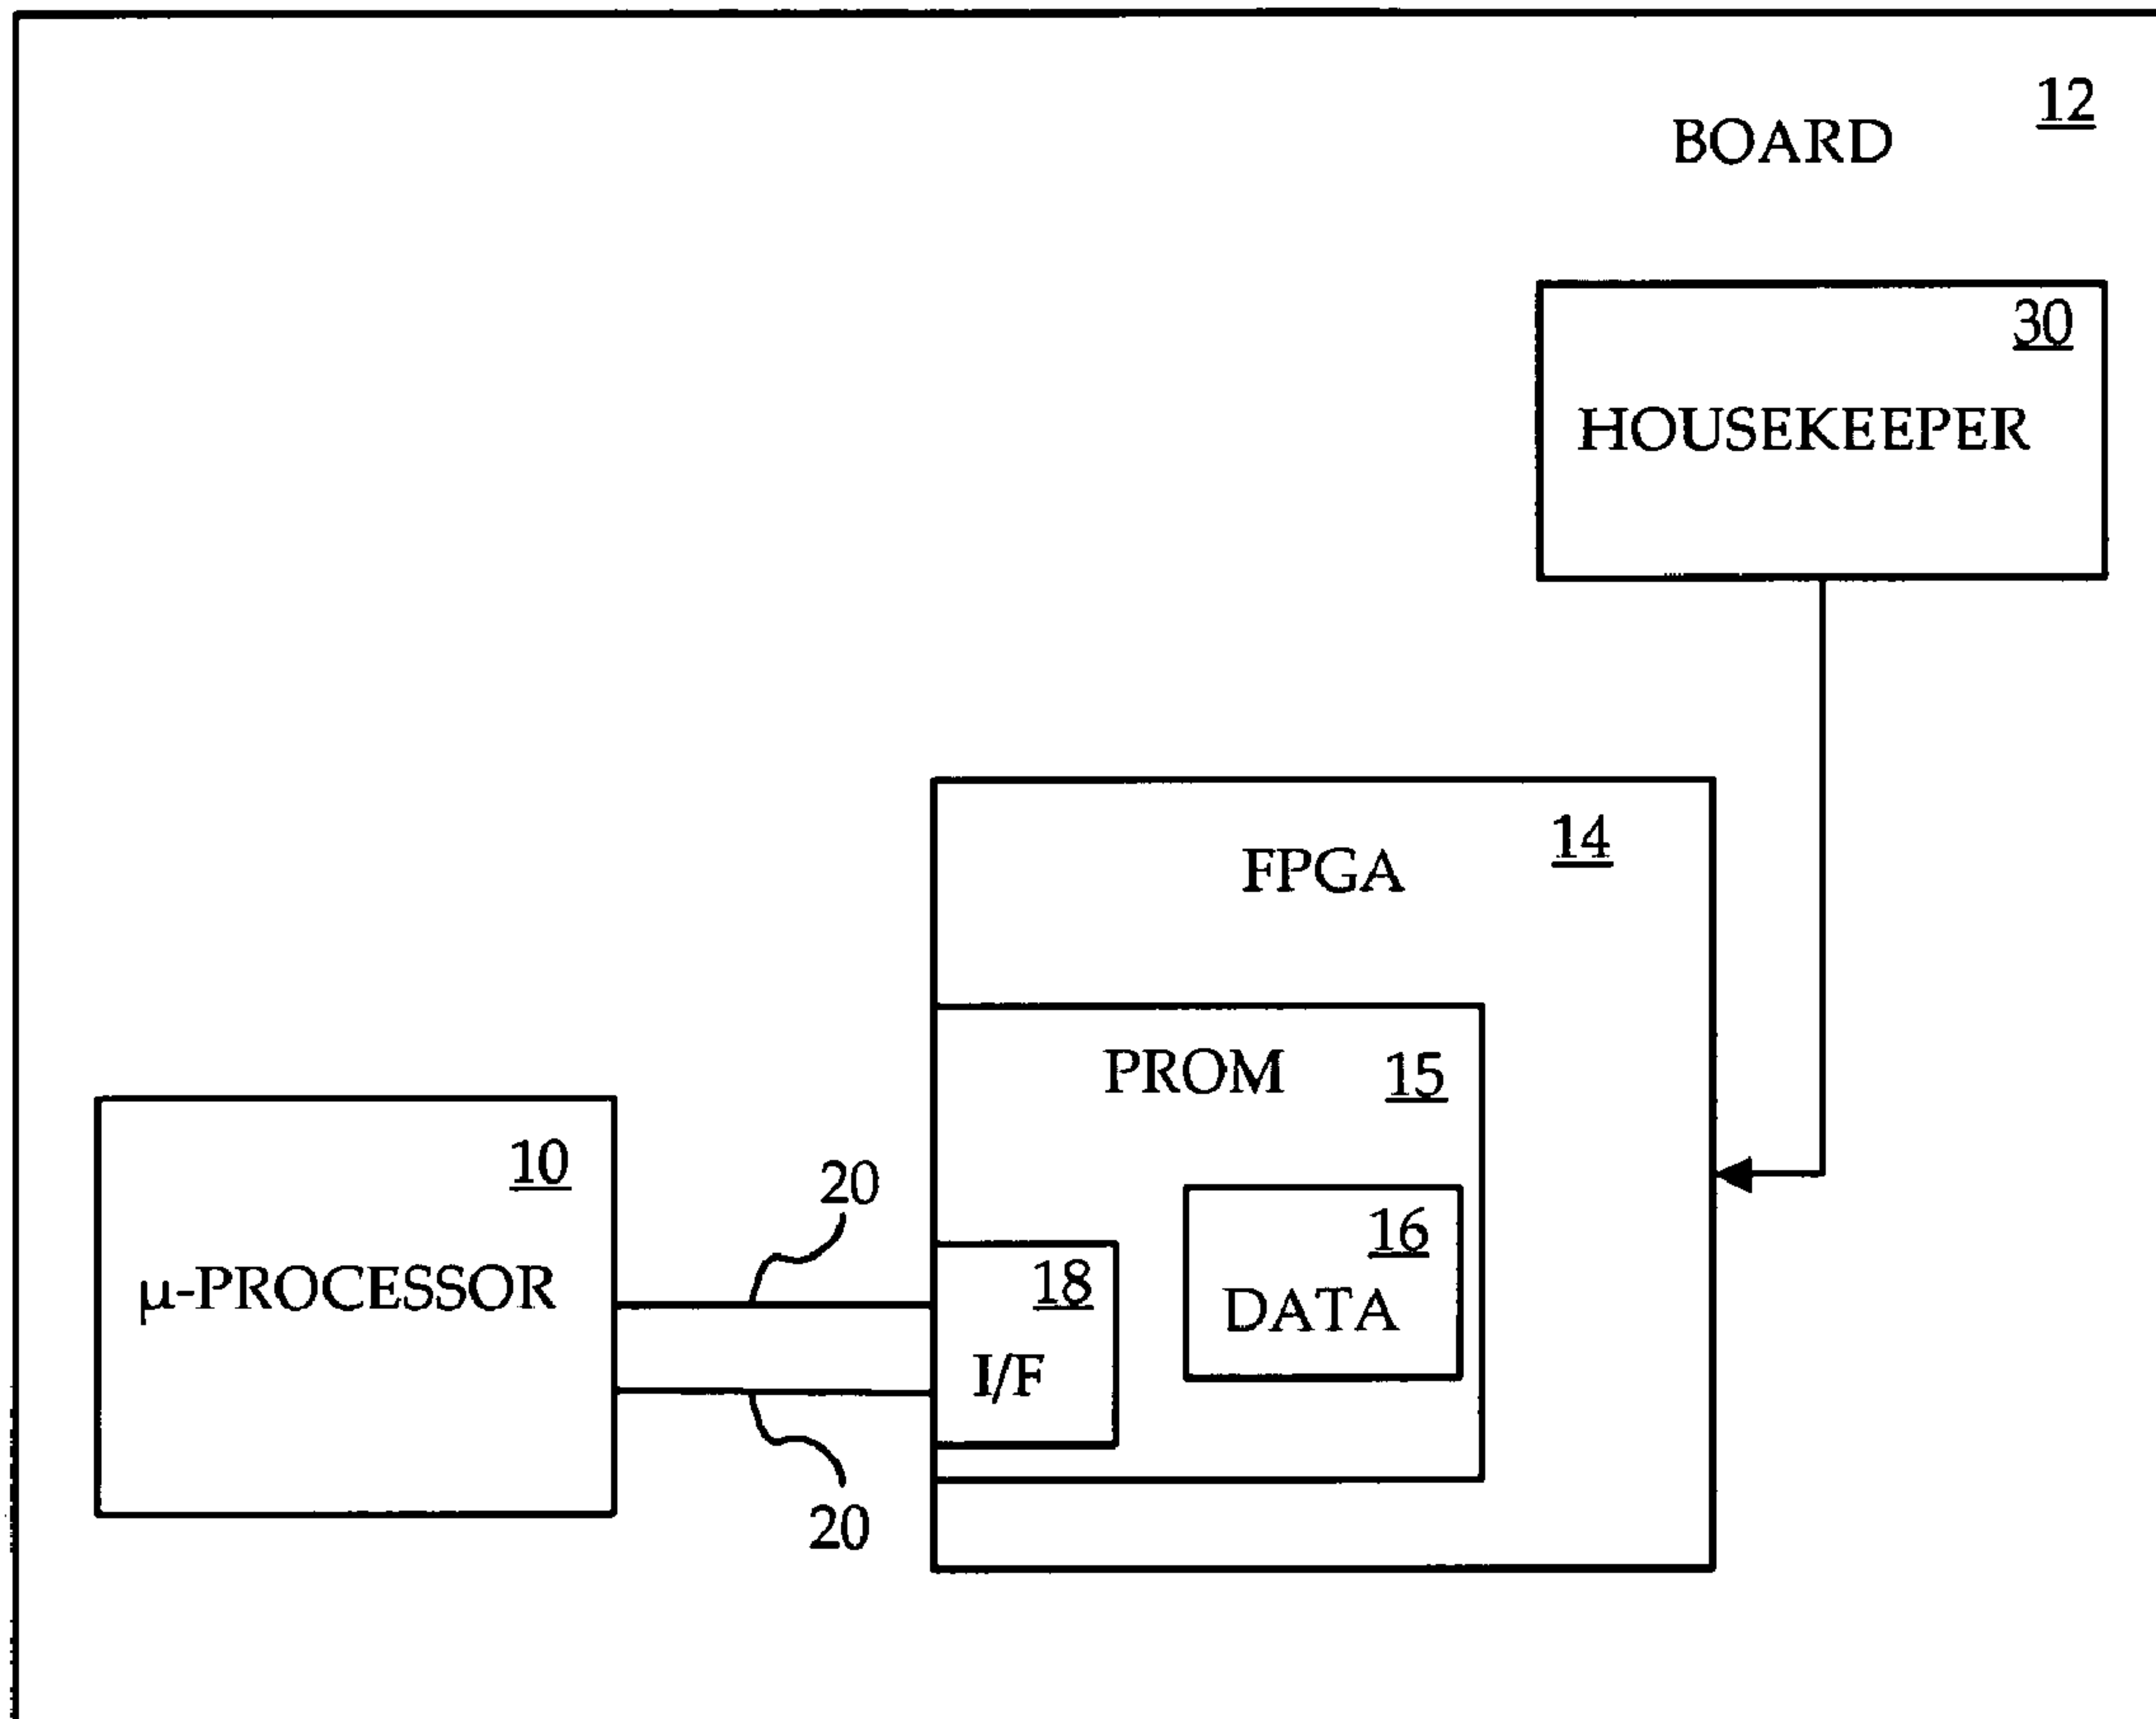 12
BOARD
30
HOUSEKEEPER
14
FPGA
PROM 15
10
μ-PROCESSOR
20
20
18
I/F
16
DATA